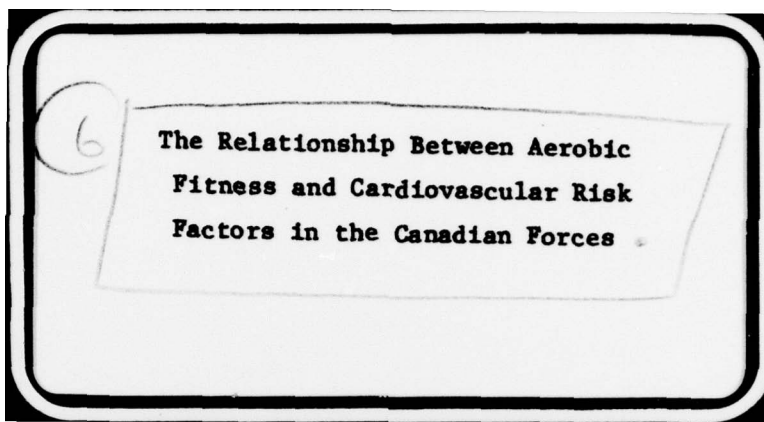 6
The Relationship Between Aerobic
Fitness and Cardiovascular Risk
Factors in the Canadian Forces